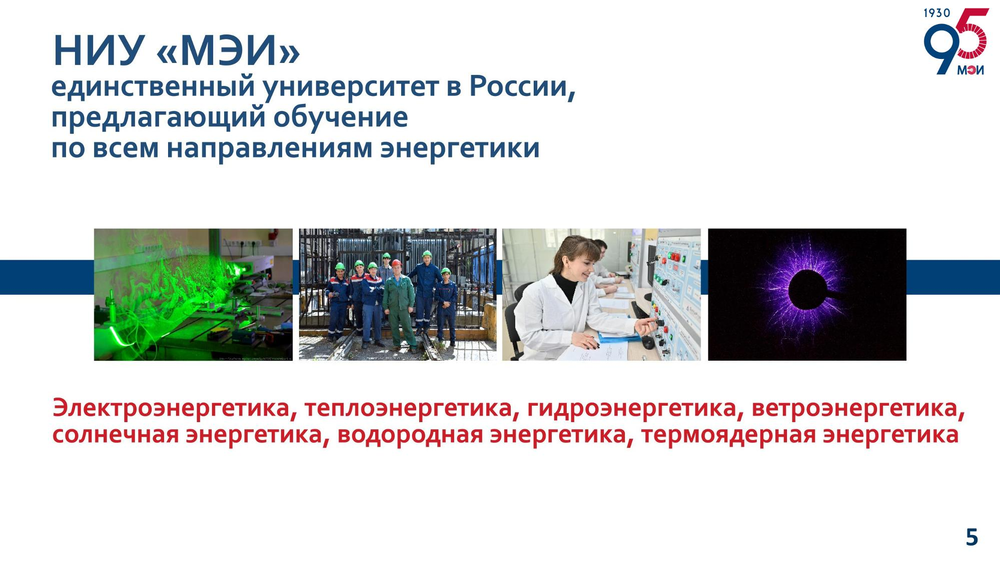 1930
95
МЭИ
НИУ «МЭИ»
единственный университет в России,
предлагающий обучение
по всем направлениям энергетики
Электроэнергетика, теплоэнергетика, гидроэнергетика, ветроэнергетика,
солнечная энергетика, водородная энергетика, термоядерная энергетика
5